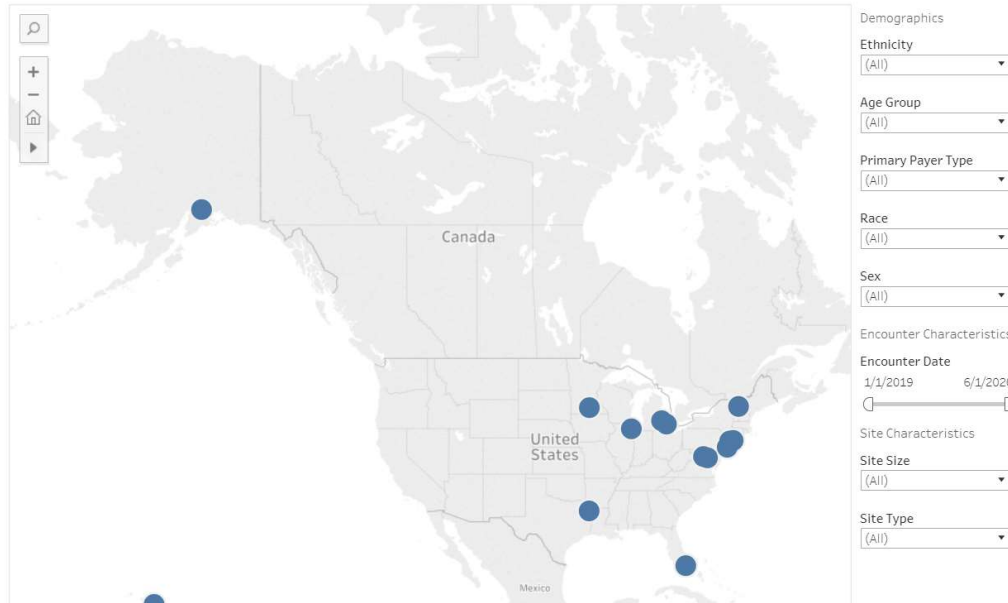 Demographics
Ethnicity
(All)
Age Group
(All)
Primary Payer Type
(All)
Race
(All)
Sex
(All)
Encounter Characteristics
Encounter Date
1/1/2019 6/1/2020
Site Characteristics
Site Size
(All)
Site Type
(All)
Canada
United
States
Mexico